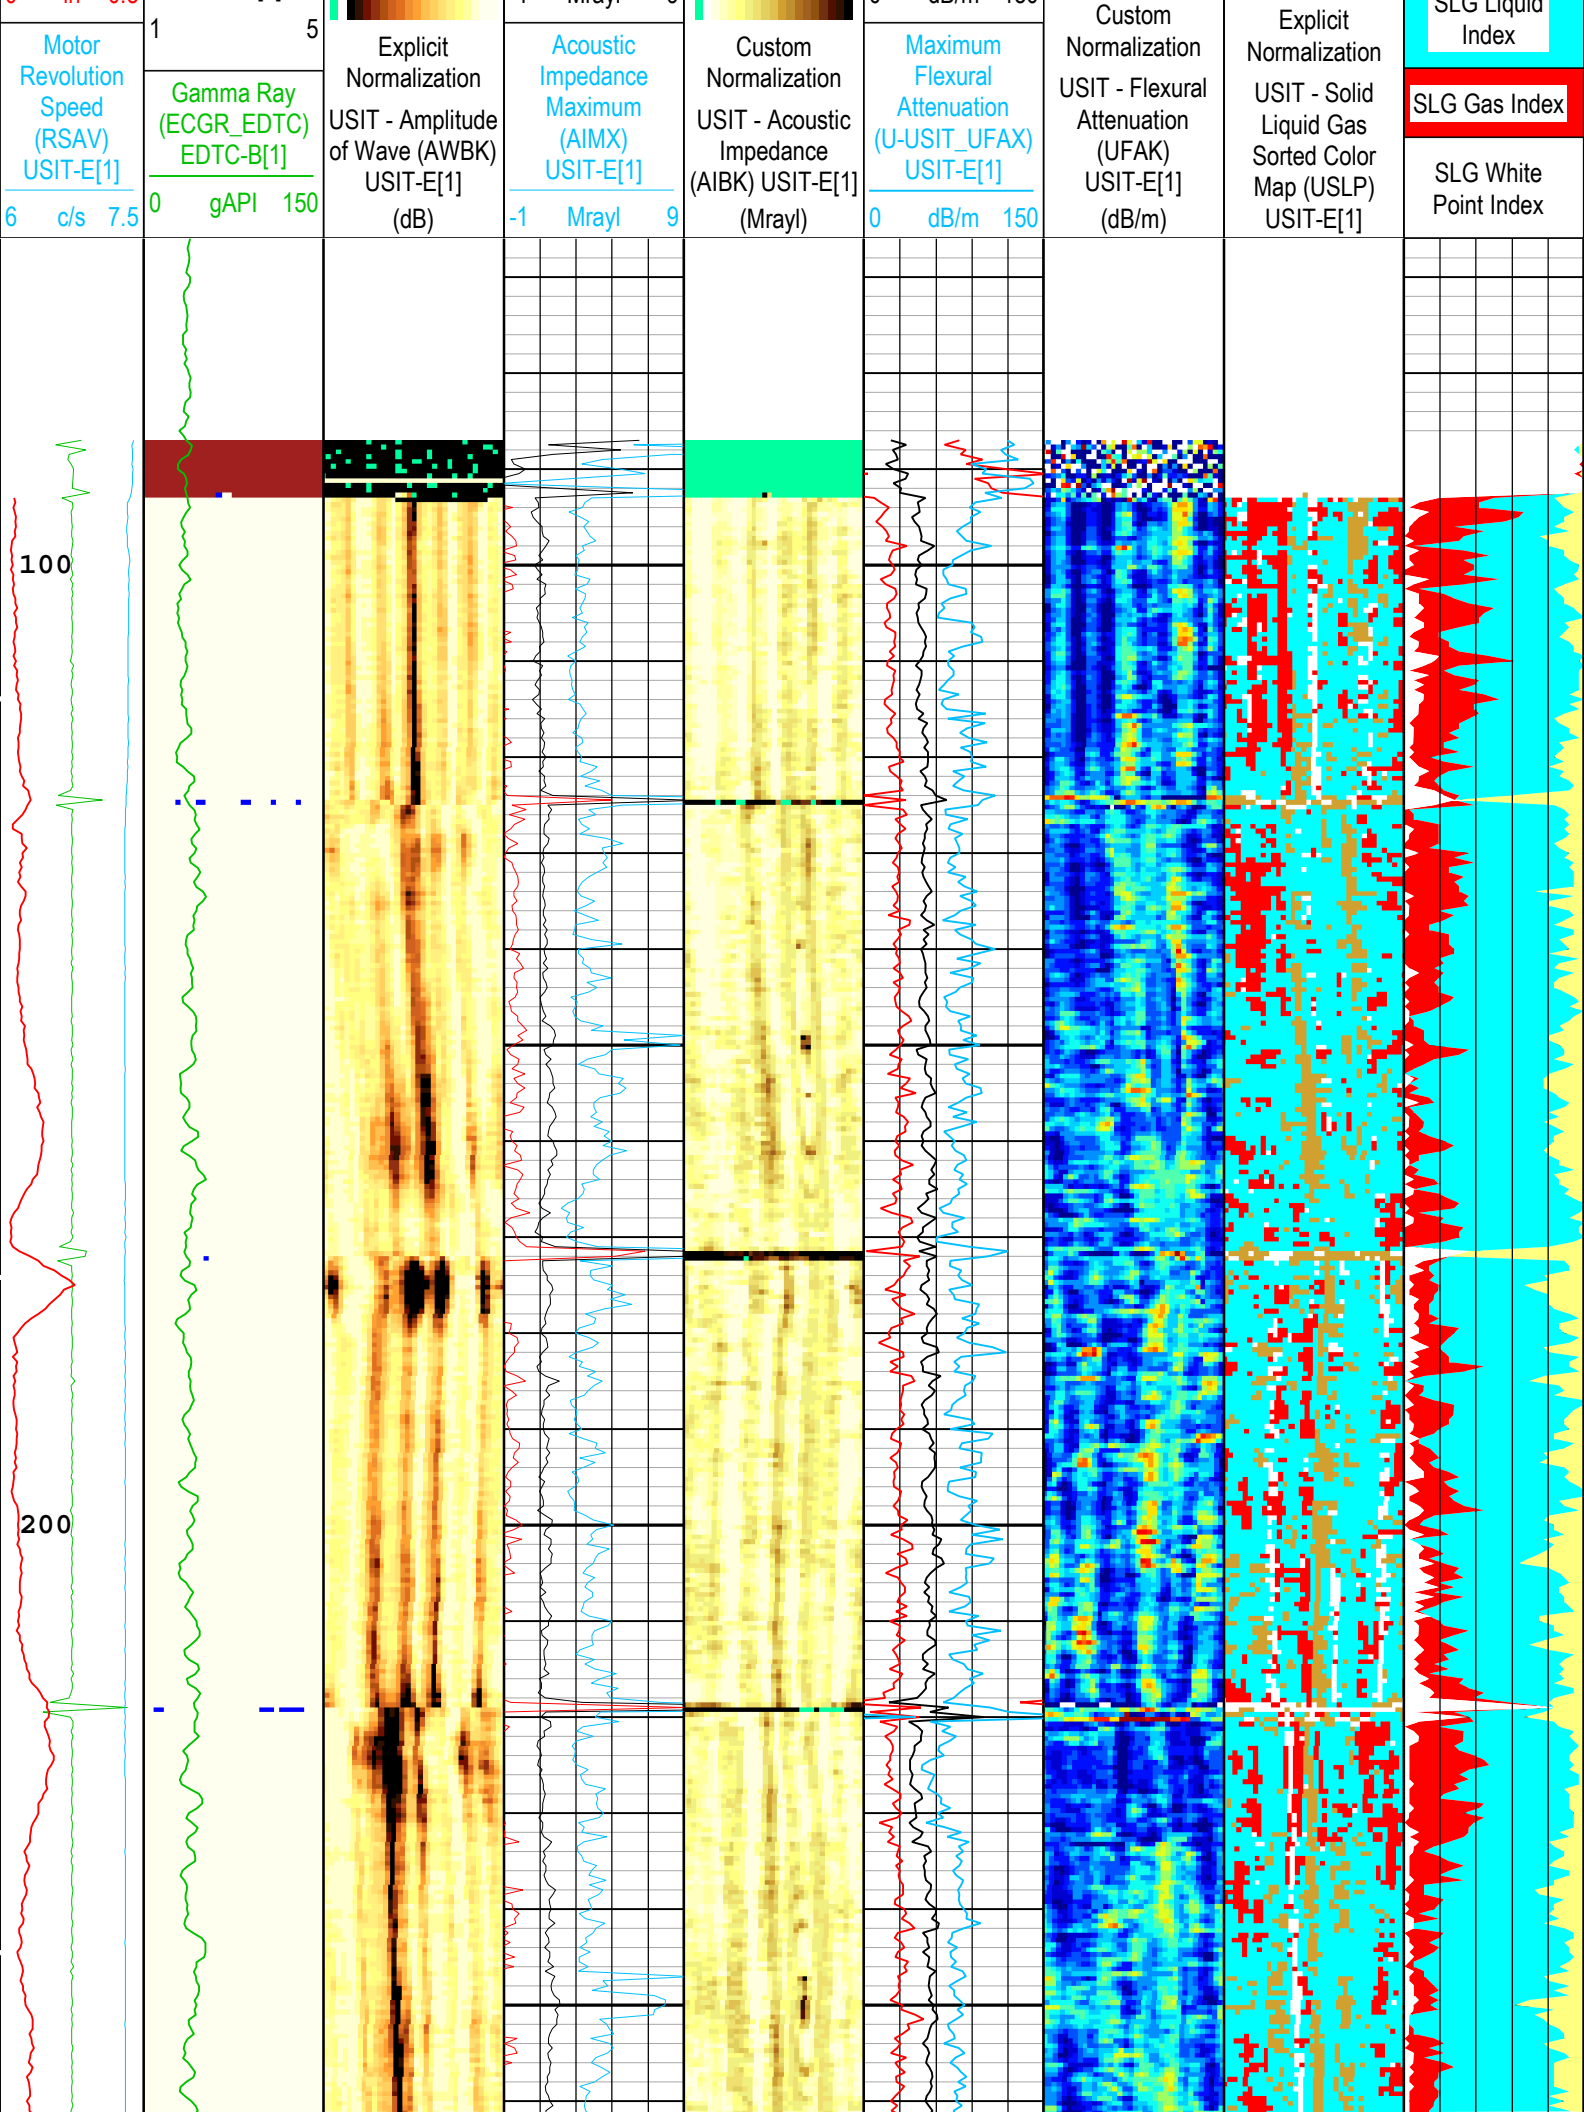 Motor
Revolution
Speed
(RSAV)
USIT-E[1]
6 c/s 7.5
1 5
Gamma Ray
(ECGR_EDTC)
EDTC-B[1]
0 gAPI 150
Explicit
Normalization
USIT - Amplitude
of Wave (AWBK)
USIT-E[1]
(dB)
Acoustic
Impedance
Maximum
(AIMX)
USIT-E[1]
-1 Mrayl 9
Custom
Normalization
USIT - Acoustic
Impedance
(AIBK) USIT-E[1]
(Mrayl)
Maximum
Flexural
Attenuation
(U-USIT_UFAX)
USIT-E[1]
0 dB/m 150
Custom
Normalization
USIT - Flexural
Attenuation
(UFAK)
USIT-E[1]
(dB/m)
Explicit
Normalization
USIT - Solid
Liquid Gas
Sorted Color
Map (USLP)
USIT-E[1]
SLG Liquid
Index
SLG Gas Index
SLG White
Point Index
100
200